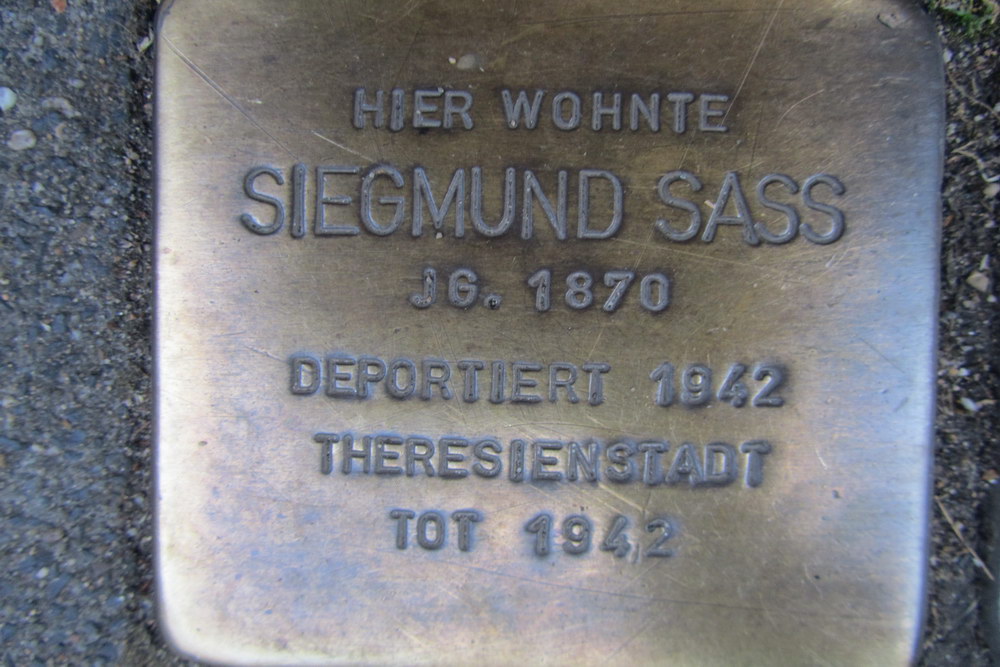 HIER WOHNTE
SIEGMUND SASS
JG. 1870
DEPORTIERT 1942
THERESIENSTADT
TOT 1942